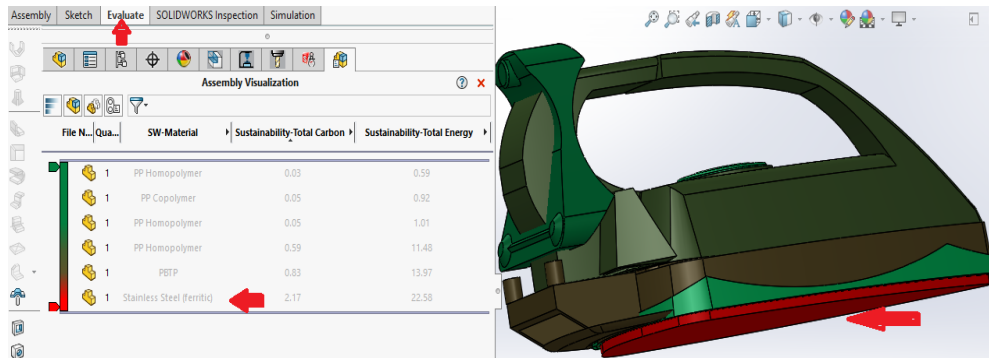 Assembly Sketch Evaluate SOLIDWORKS Inspection Simulation
Assembly Visualization
File N... Qua... SW-Material Sustainability-Total Carbon Sustainability-Total Energy
1 PP Homopolymer 0.03 0.59
1 PP Copolymer 0.05 0.92
1 PP Homopolymer 0.05 1.01
1 PP Homopolymer 0.59 11.48
1 PBTP 0.83 13.97
1 Stainless Steel (ferritic) 2.17 22.58